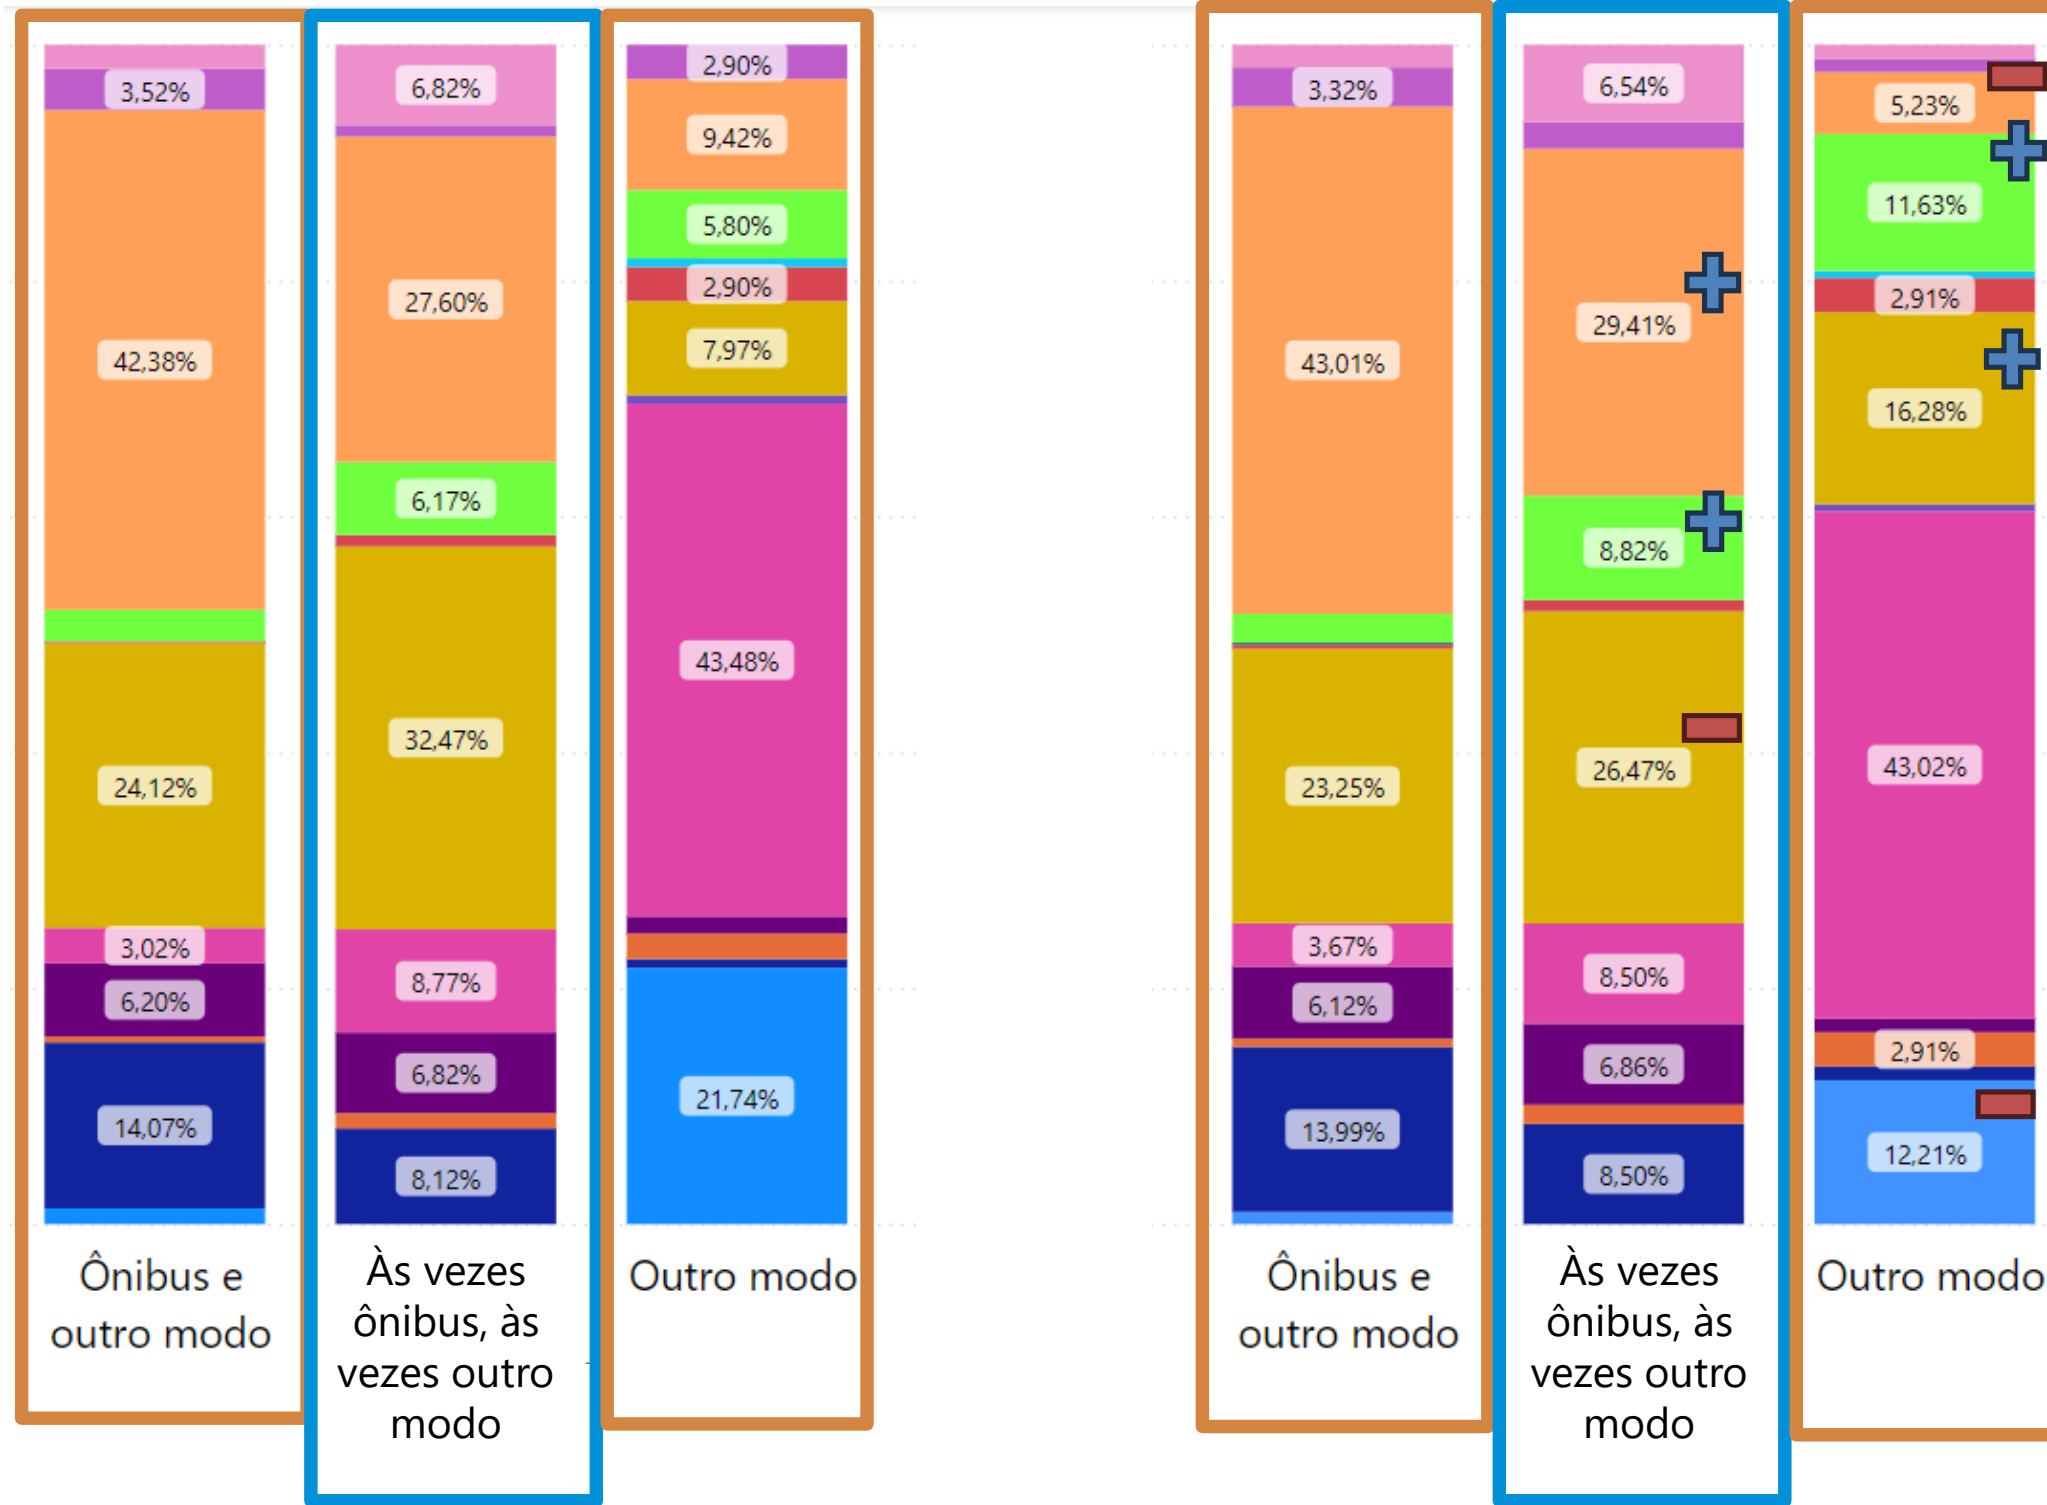 3,52%
42,38%
24,12%
3,02%
6,20%
14,07%
Ônibus e
outro modo
6,82%
27,60%
6,17%
32,47%
8,77%
6,82%
8,12%
Às vezes
ônibus, às
vezes outro
modo
2,90%
9,42%
5,80%
2,90%
7,97%
43,48%
21,74%
Outro modo
3,32%
43,01%
23,25%
3,67%
6,12%
13,99%
Ônibus e
outro modo
6,54%
29,41%
8,82%
26,47%
8,50%
6,86%
8,50%
Às vezes
ônibus, às
vezes outro
modo
5,23%
11,63%
2,91%
16,28%
43,02%
2,91%
12,21%
Outro modo